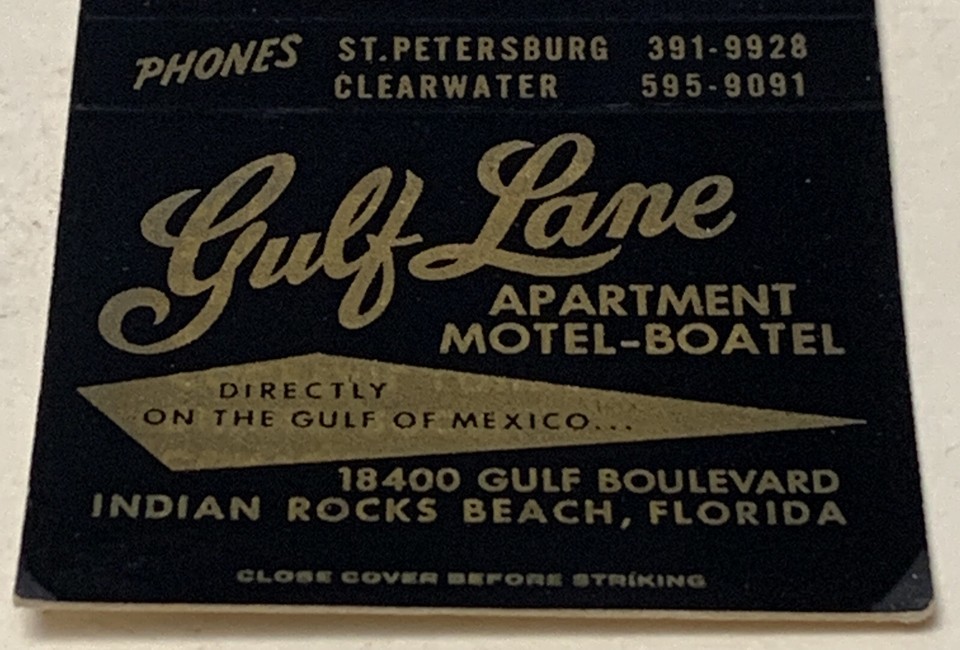 PHONES ST.PETERSBURG 391-9928
CLEARWATER 595-9091
Gulf Lane
APARTMENT
MOTEL-BOATEL
DIRECTLY
ON THE GULF OF MEXICO...
18400 GULF BOULEVARD
INDIAN ROCKS BEACH, FLORIDA
CLOSE COVER BEFORE STRIKING